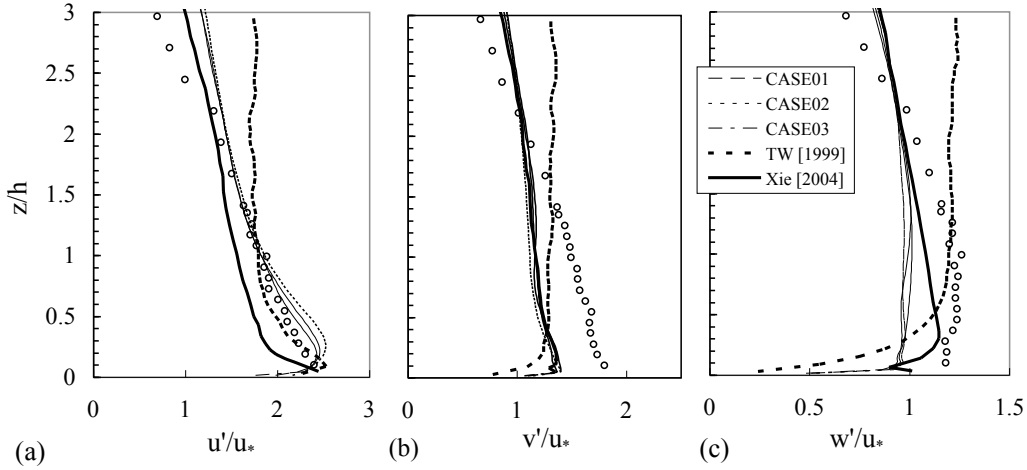 3
2.5
2
1.5
1
0.5
0
z/h
0 1 2 3
0 1 2
0 0.5 1 1.5
CASE01
CASE02
CASE03
TW [1999]
Xie [2004]
(a) u'/u*
(b) v'/u*
(c) w'/u*